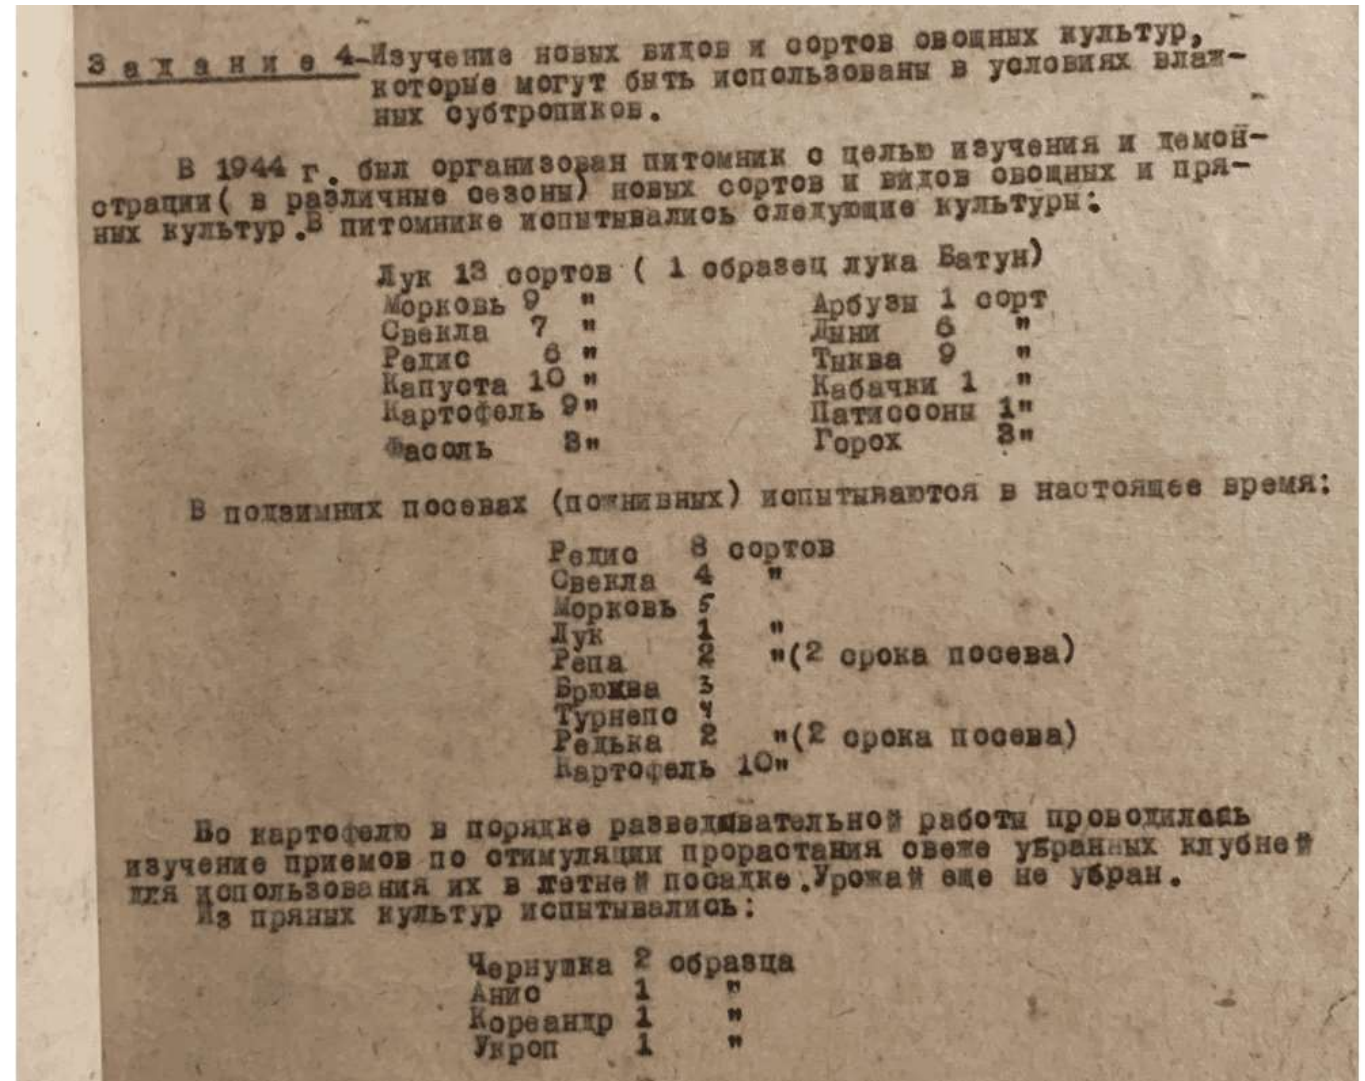 З а д а н и е 4-Изучение новых видов и сортов овощных культур,
которые могут быть использованы в условиях влаж-
ных субтропиков.
В 1944 г. был организован питомник с целью изучения и демон-
страции( в различные сезоны) новых сортов и видов овощных и пря-
ных культур.В питомнике испытывались следующие культуры:
Лук 13 сортов ( 1 образец лука Батун)
Морковь 9 " Арбузы 1 сорт
Свекла 7 " Дыни 6 "
Редис 6 " Тыква 9 "
Капуста 10 " Кабачки 1 "
Картофель 9" Патиссоны 1"
Фасоль 3" Горох 3"
В подзимних посевах (пожнивных) испытываются в настоящее время:
Редис 8 сортов
Свекла 4 "
Морковь 5
Лук 1 "
Репа 2 "(2 срока посева)
Брюква 3
Турнепс 4
Редька 2 "(2 срока посева)
Картофель 10"
По картофелю в порядке разведывательной работы проводилось
изучение приемов по стимуляции прорастания свеже убранных клубней
для использования их в летней посадке.Урожай еще не убран.
Из пряных культур испытывались:
Чернушка 2 образца
Анис 1 "
Кореандр 1 "
Укроп 1 "